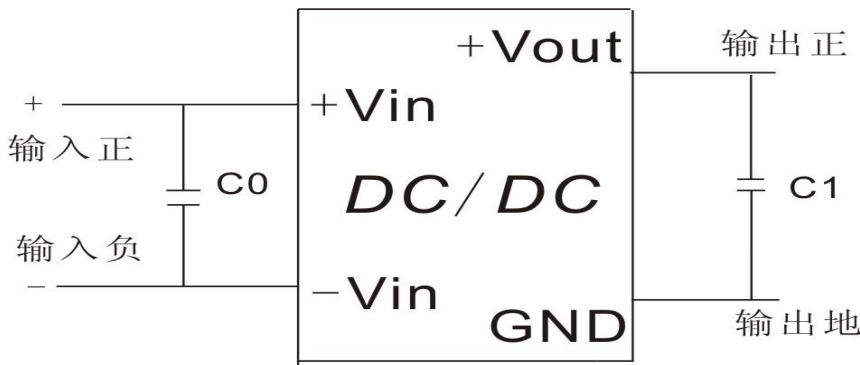 +Vout
输出正
+
+Vin
输入正
C0
DC/DC
C1
输入负
−
−Vin
GND
输出地